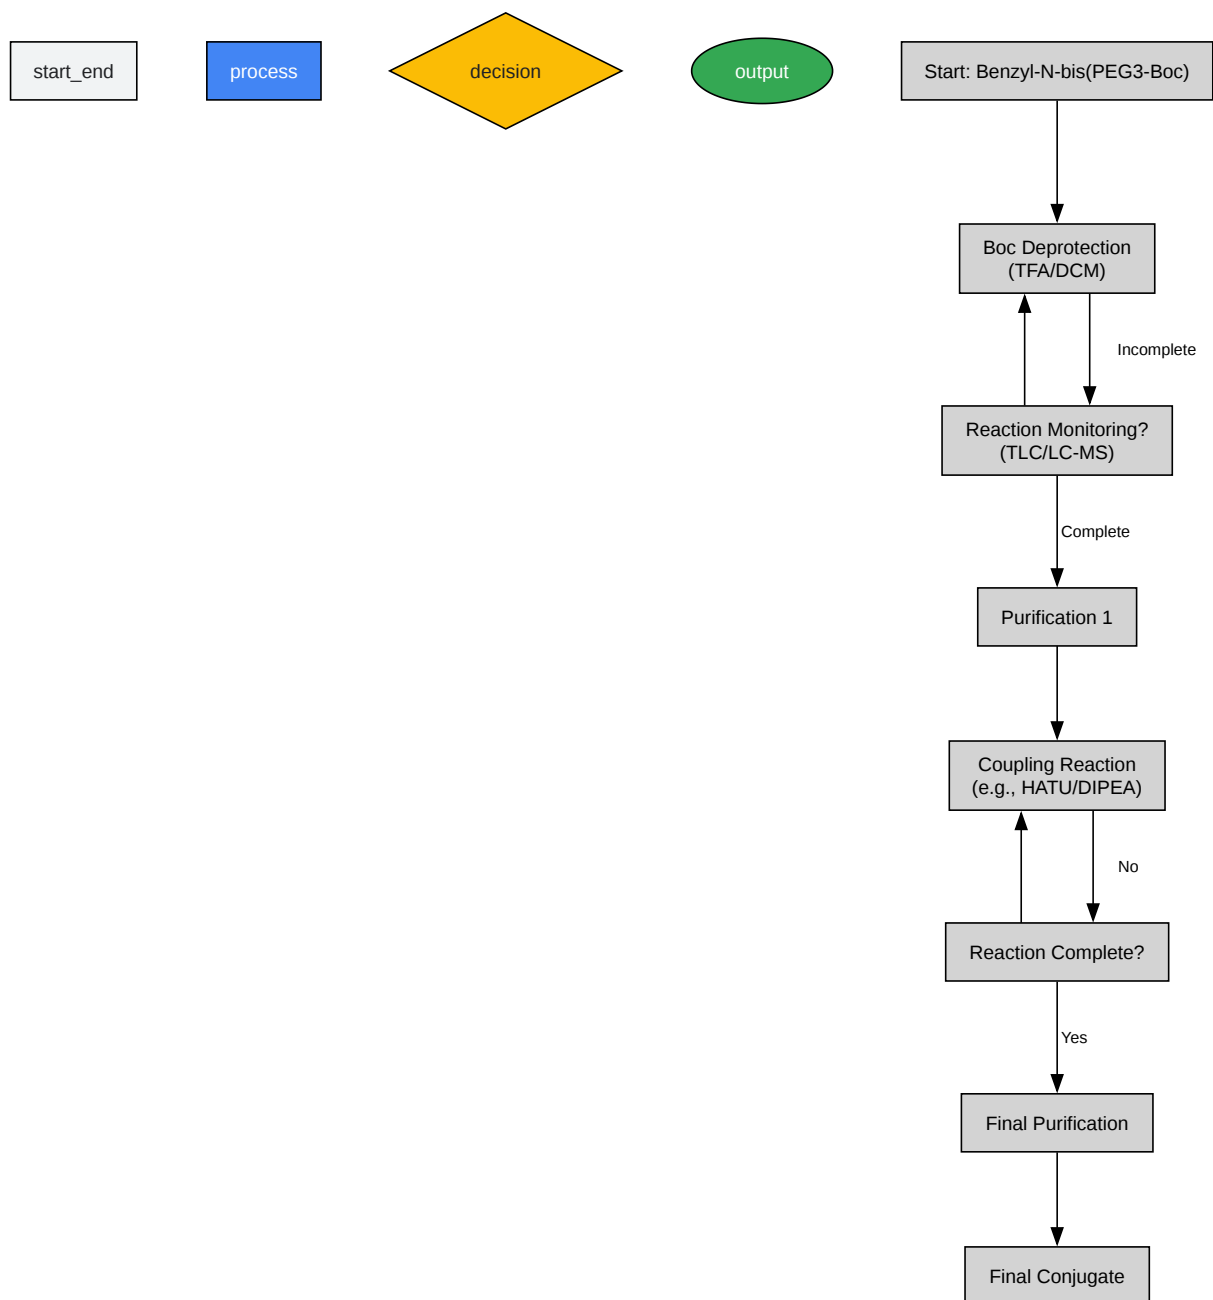 start_end
process
decision
output
Start: Benzyl-N-bis(PEG3-Boc)
Boc Deprotection
(TFA/DCM)
Incomplete
Reaction Monitoring?
(TLC/LC-MS)
Complete
Purification 1
Coupling Reaction
(e.g., HATU/DIPEA)
No
Reaction Complete?
Yes
Final Purification
Final Conjugate